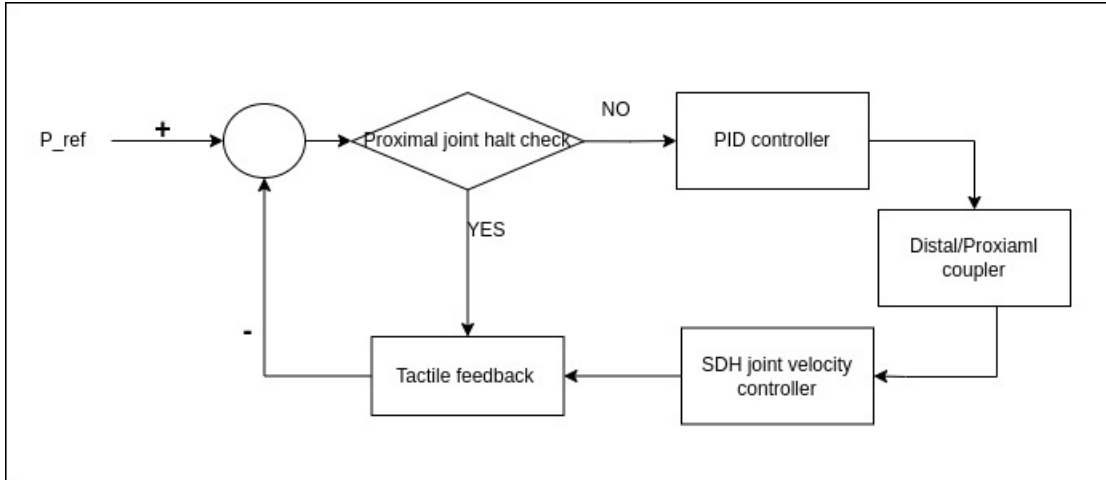 P_ref
+
Proximal joint halt check
NO
PID controller
YES
Distal/Proxiaml
coupler
SDH joint velocity
controller
Tactile feedback
-